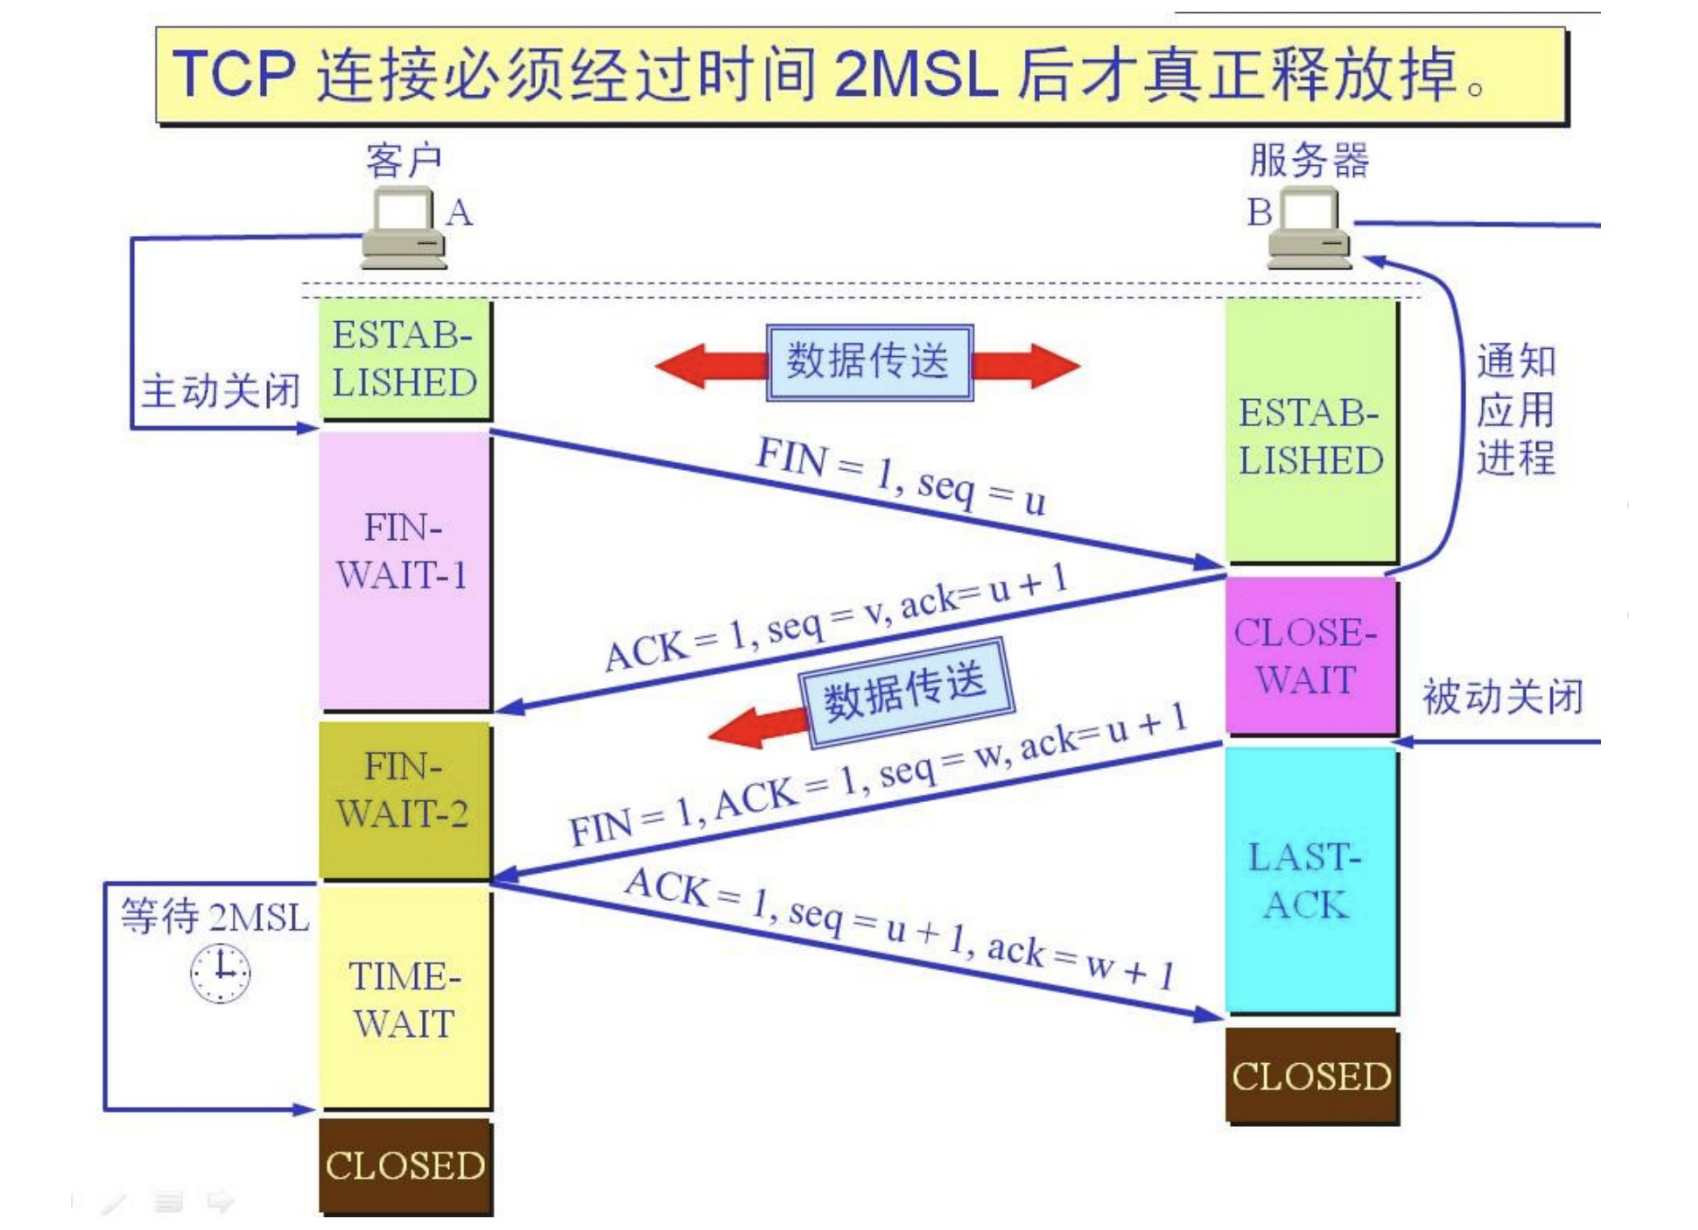 TCP 连接必须经过时间 2MSL 后才真正释放掉。
客户
服务器
A
B
ESTAB-
LISHED
数据传送
ESTAB-
LISHED
通知
应用
进程
主动关闭
FIN = 1, seq = u
FIN-
WAIT-1
ACK = 1, seq = v, ack= u + 1
CLOSE-
WAIT
数据传送
被动关闭
FIN = 1, ACK = 1, seq = w, ack= u + 1
FIN-
WAIT-2
LAST-
ACK
ACK = 1, seq = u + 1, ack = w + 1
等待 2MSL
TIME-
WAIT
CLOSED
CLOSED